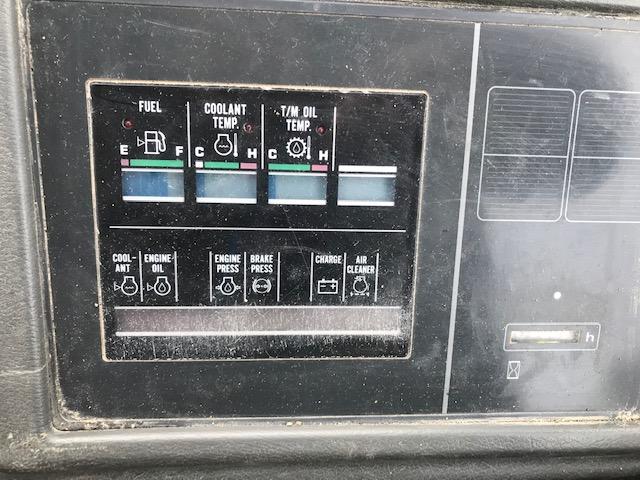 FUEL
COOLANT TEMP.
T/M OIL TEMP.
E F
C H
C H
COOL-ANT
ENGINE-OIL
ENGINE PRESS
BRAKE PRESS
CHARGE
AIR CLEANER
h